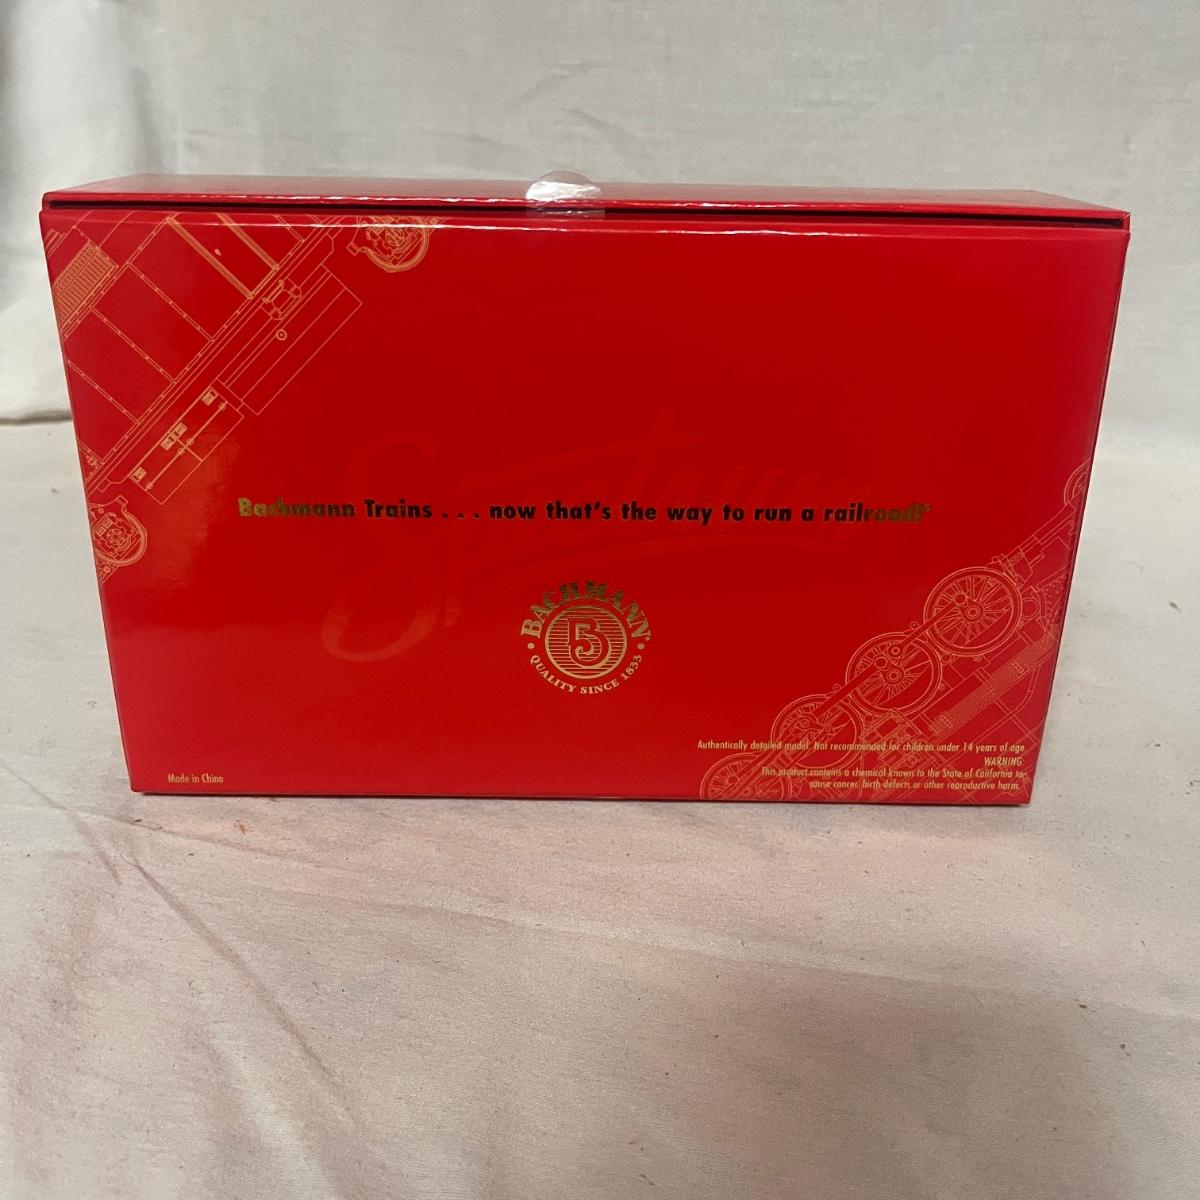 Spectrum
Bachmann Trains . . . now that's the way to run a railroad!
BACHMANN
B
QUALITY SINCE 1833
Authentically detailed model. Not recommended for children under 14 years of age
WARNING:
This product contains a chemical known to the State of California to
cause cancer, birth defects or other reproductive harm.
Made in China